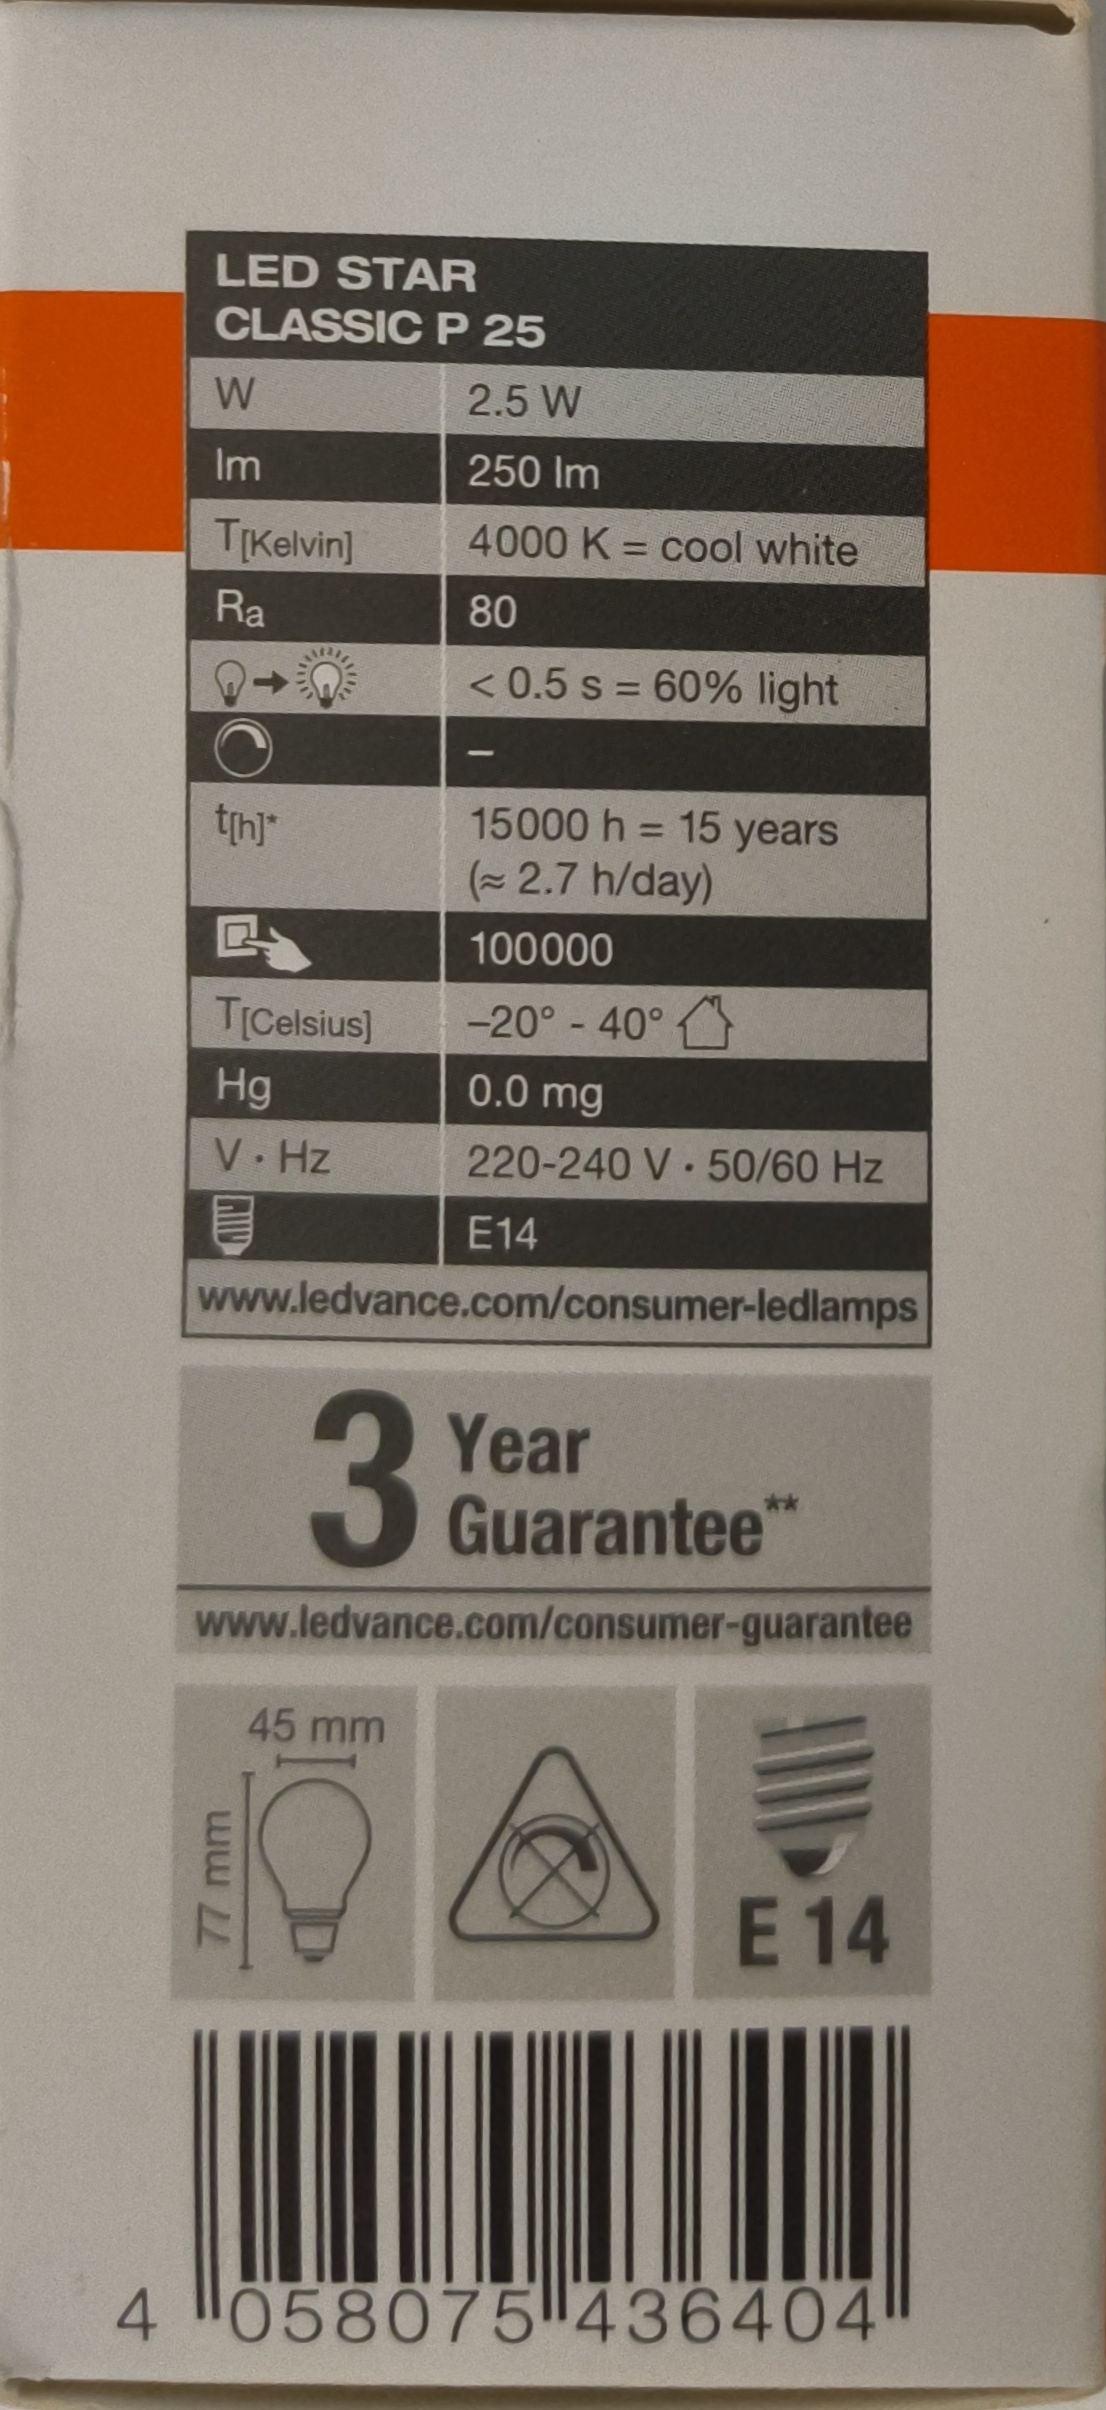 LED STAR
CLASSIC P 25
W 2.5 W
lm 250 lm
T[Kelvin] 4000 K = cool white
Ra 80
< 0.5 s = 60% light
–
t[h]* 15000 h = 15 years
(≈ 2.7 h/day)
100000
T[Celsius] –20° - 40°
Hg 0.0 mg
V · Hz 220-240 V · 50/60 Hz
E14
www.ledvance.com/consumer-ledlamps
3 Year
Guarantee**
www.ledvance.com/consumer-guarantee
45 mm
77 mm
E 14
4 058075 436404